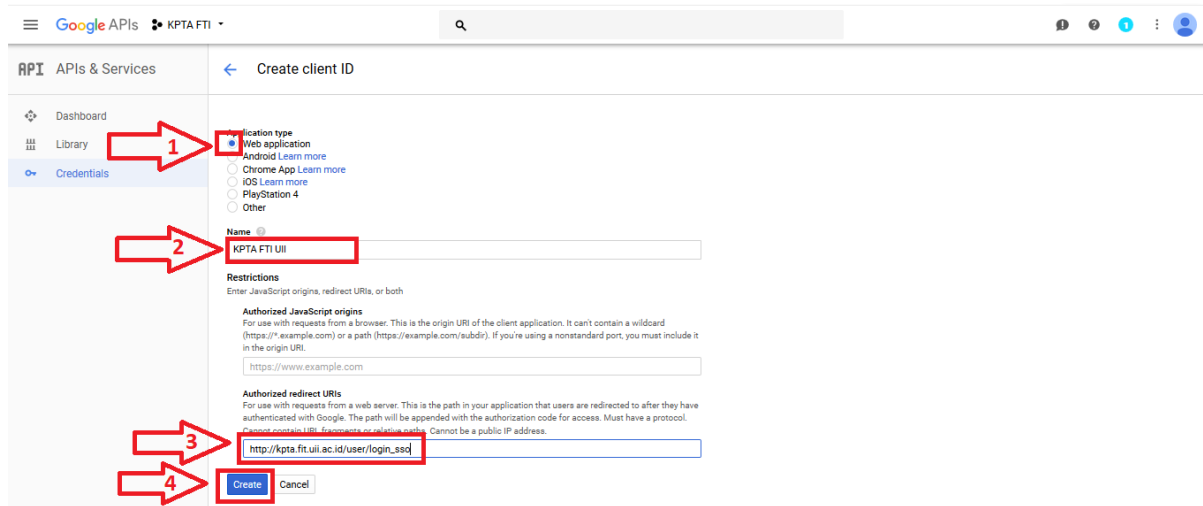 Google APIs KPTA FTI
1
API APIs & Services
Create client ID
Dashboard
Library
Credentials
Application type
1
Web application
Android Learn more
Chrome App Learn more
iOS Learn more
PlayStation 4
Other
Name
2
KPTA FTI UII
Restrictions
Enter JavaScript origins, redirect URIs, or both
Authorized JavaScript origins
For use with requests from a browser. This is the origin URI of the client application. It can't contain a wildcard
(https://*.example.com) or a path (https://example.com/subdir). If you're using a nonstandard port, you must include it
in the origin URI.
https://www.example.com
Authorized redirect URIs
For use with requests from a web server. This is the path in your application that users are redirected to after they have
authenticated with Google. The path will be appended with the authorization code for access. Must have a protocol.
Cannot contain URL fragments or relative paths. Cannot be a public IP address.
3
http://kpta.fit.uii.ac.id/user/login_sso
4
Create Cancel